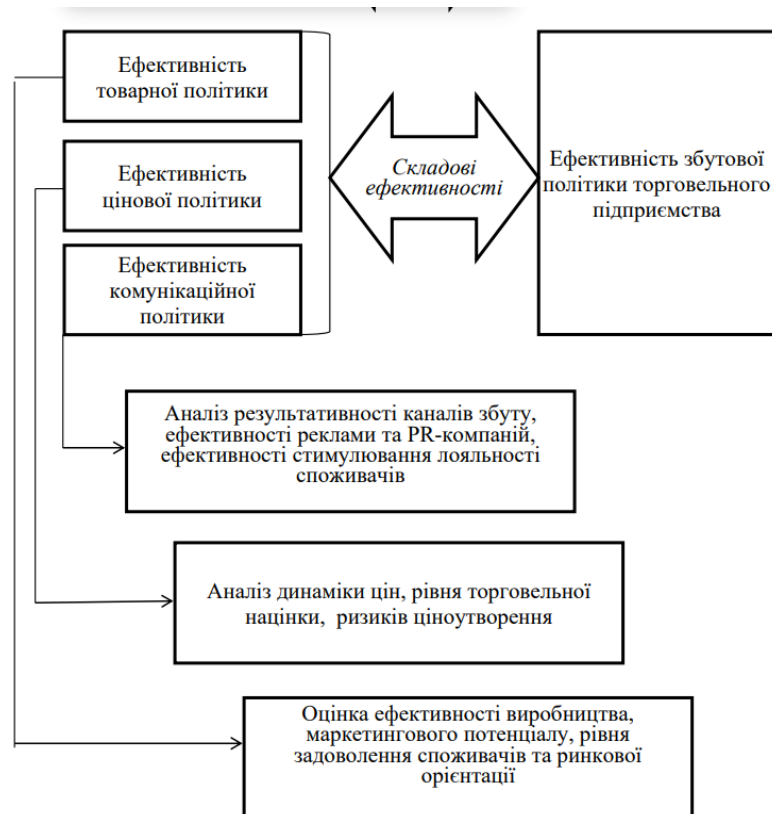 Ефективність
товарної політики
Ефективність
цінової політики
Ефективність
комунікаційної
політики
Складові
ефективності
Ефективність збутової
політики торговельного
підприємства
Аналіз результативності каналів збуту,
ефективності реклами та PR-компаній,
ефективності стимулювання лояльності
споживачів
Аналіз динаміки цін, рівня торговельної
націнки, ризиків ціноутворення
Оцінка ефективності виробництва,
маркетингового потенціалу, рівня
задоволення споживачів та ринкової
орієнтації